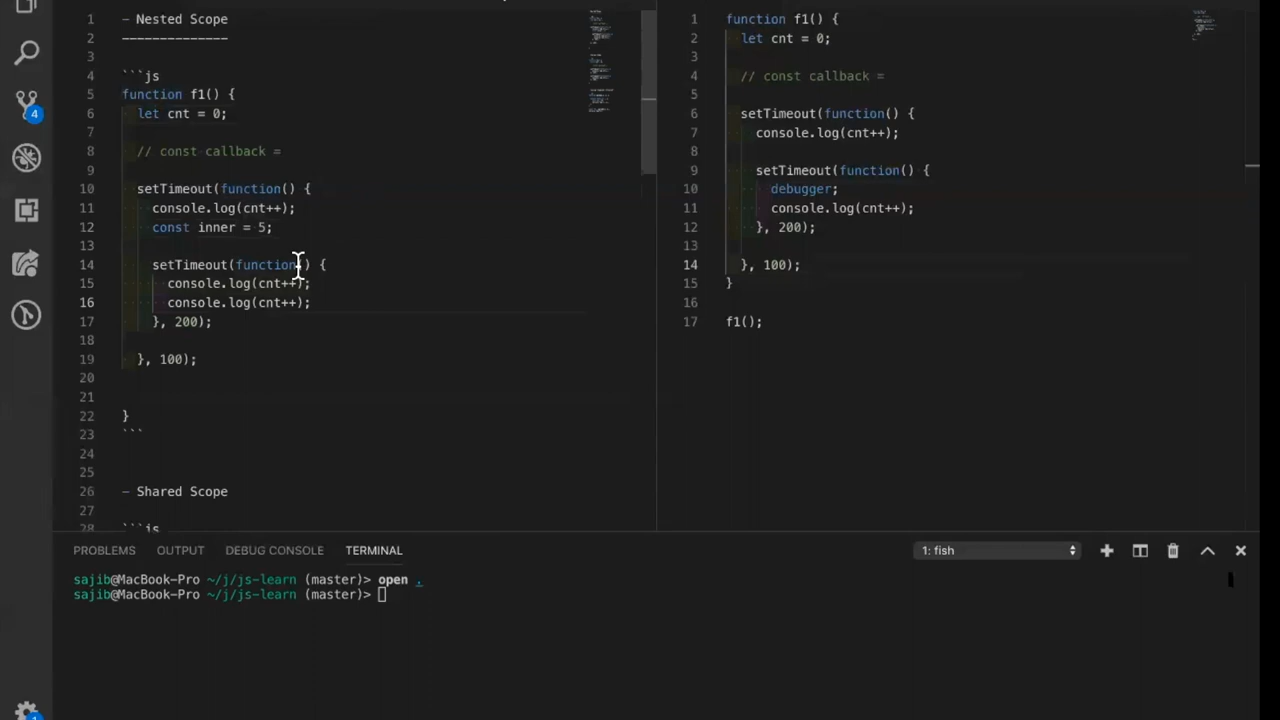 1 – Nested Scope
2 --------------
3
4 ```js
5 function f1() {
6 let cnt = 0;
7
8 // const callback =
9
10 setTimeout(function() {
11 console.log(cnt++);
12 const inner = 5;
13
14 setTimeout(function() {
15 console.log(cnt++);
16 console.log(cnt++);
17 }, 200);
18
19 }, 100);
20
21
22 }
23 ```
24
25
26 – Shared Scope
27
28 ```js
1 function f1() {
2 let cnt = 0;
3
4 // const callback =
5
6 setTimeout(function() {
7 console.log(cnt++);
8
9 setTimeout(function() {
10 debugger;
11 console.log(cnt++);
12 }, 200);
13
14 }, 100);
15 }
16
17 f1();
4
1
PROBLEMS OUTPUT DEBUG CONSOLE TERMINAL 1: fish
sajib@MacBook-Pro ~/j/js-learn (master)> open .
sajib@MacBook-Pro ~/j/js-learn (master)>